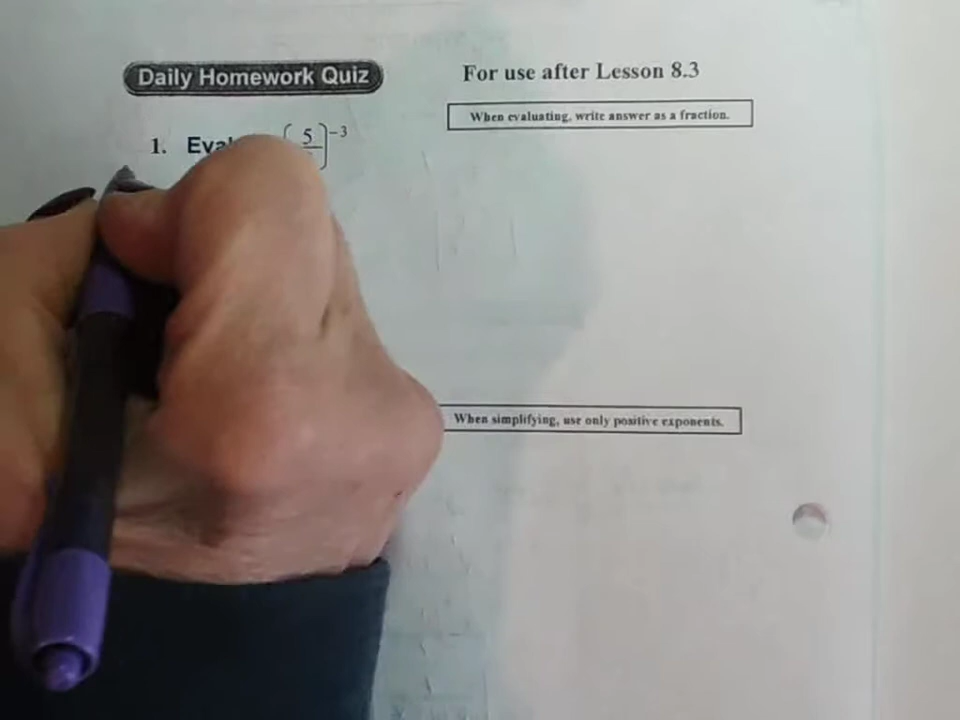 Daily Homework Quiz
For use after Lesson 8.3
When evaluating, write answer as a fraction.
1. (5 )-3
When simplifying, use only positive exponents.